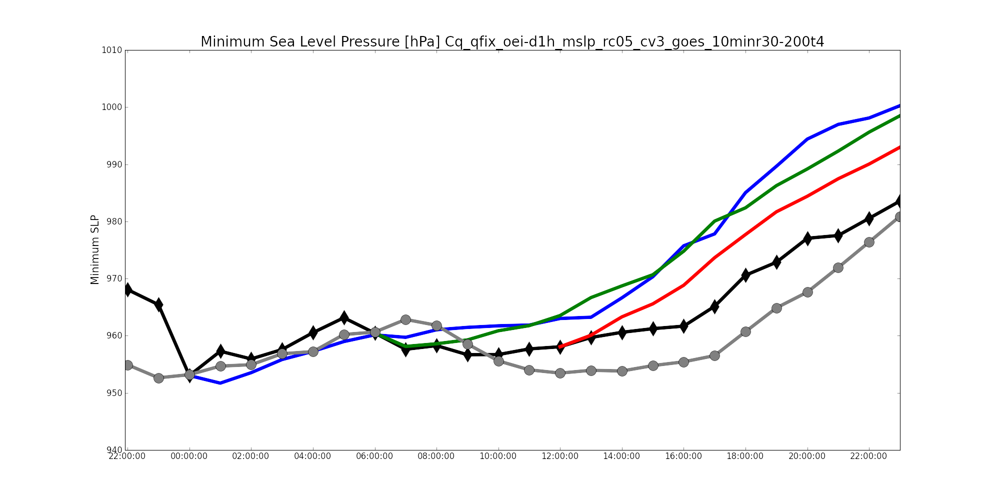 Minimum Sea Level Pressure [hPa] Cq_qfix_oei-d1h_mslp_rc05_cv3_goes_10minr30-200t4
1010
1000
990
980
970
960
950
940
Minimum SLP
22:00:00 00:00:00 02:00:00 04:00:00 06:00:00 08:00:00 10:00:00 12:00:00 14:00:00 16:00:00 18:00:00 20:00:00 22:00:00